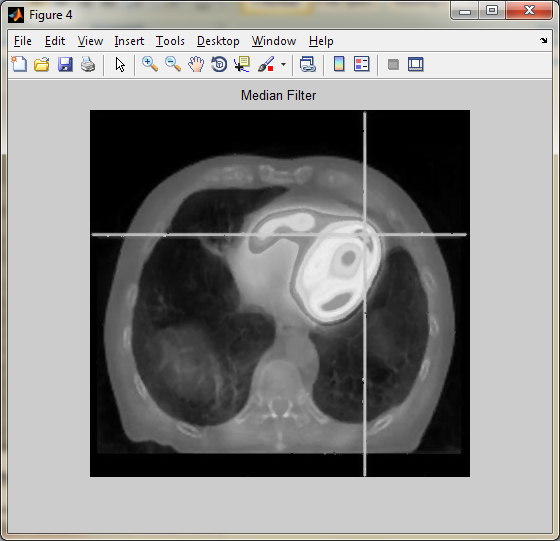 Figure 4
File Edit View Insert Tools Desktop Window Help
Median Filter